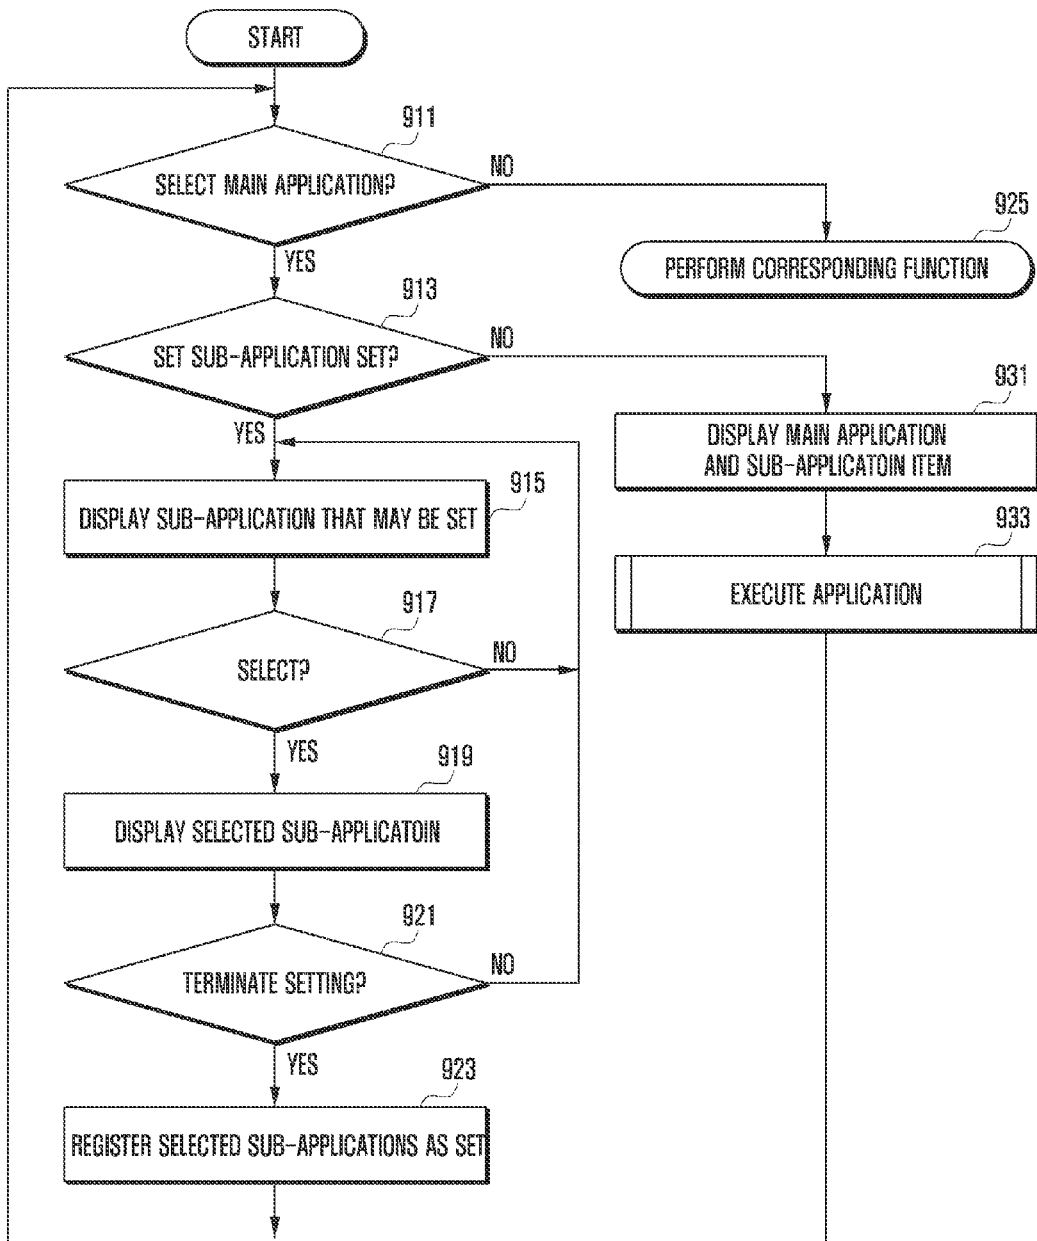 START
911
SELECT MAIN APPLICATION?
NO
YES
925
PERFORM CORRESPONDING FUNCTION
913
SET SUB-APPLICATION SET?
NO
YES
931
DISPLAY MAIN APPLICATION
AND SUB-APPLICATOIN ITEM
915
DISPLAY SUB-APPLICATION THAT MAY BE SET
933
EXECUTE APPLICATION
917
SELECT?
NO
YES
919
DISPLAY SELECTED SUB-APPLICATOIN
921
TERMINATE SETTING?
NO
YES
923
REGISTER SELECTED SUB-APPLICATIONS AS SET